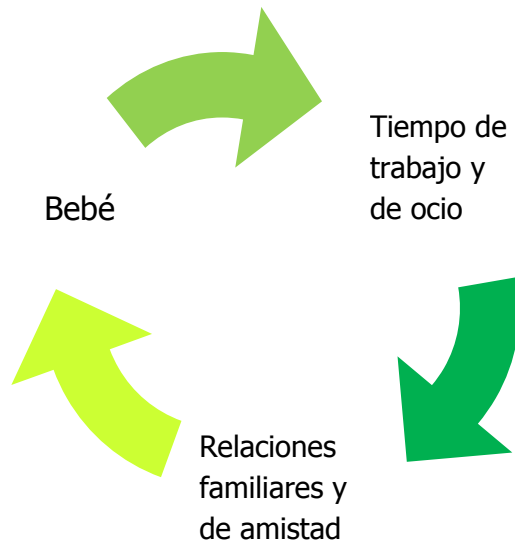 Tiempo de
trabajo y
de ocio
Bebé
Relaciones
familiares y
de amistad